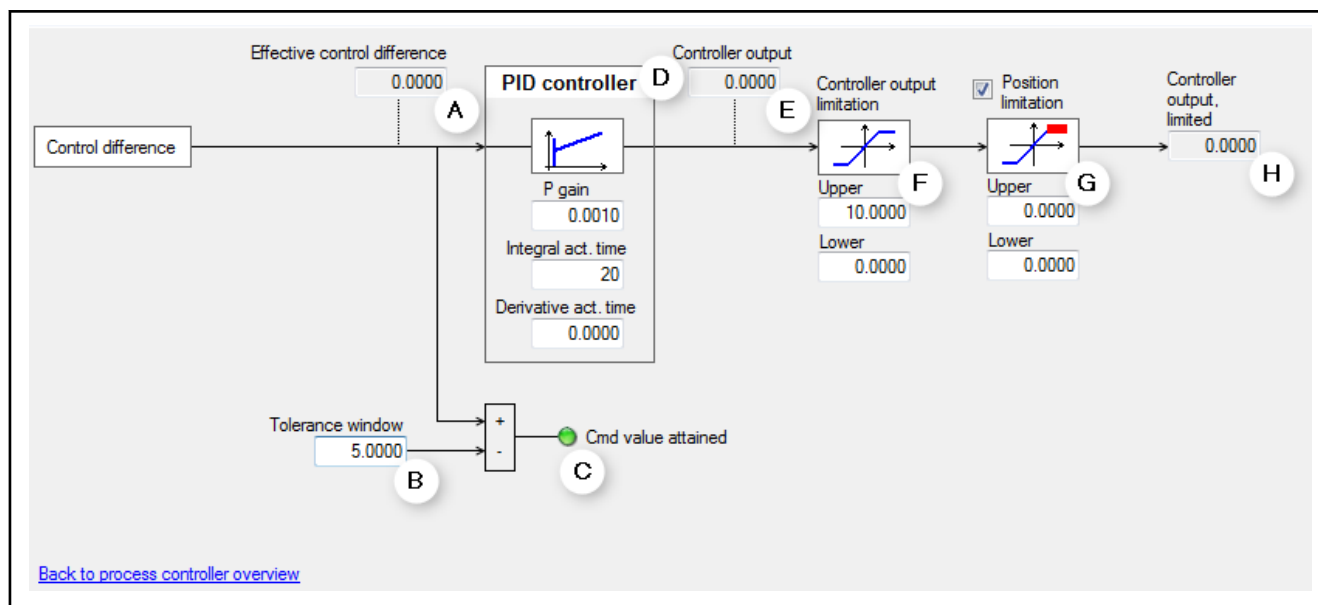 Effective control difference
0.0000
A
Control difference
PID controller
D
P gain
0.0010
Integral act. time
20
Derivative act. time
0.0000
Controller output
0.0000
E
Controller output
limitation
F
Upper
10.0000
Lower
0.0000
Position
limitation
G
Upper
0.0000
Lower
0.0000
Controller
output,
limited
0.0000
H
Tolerance window
5.0000
B
+
-
Cmd value attained
C
Back to process controller overview